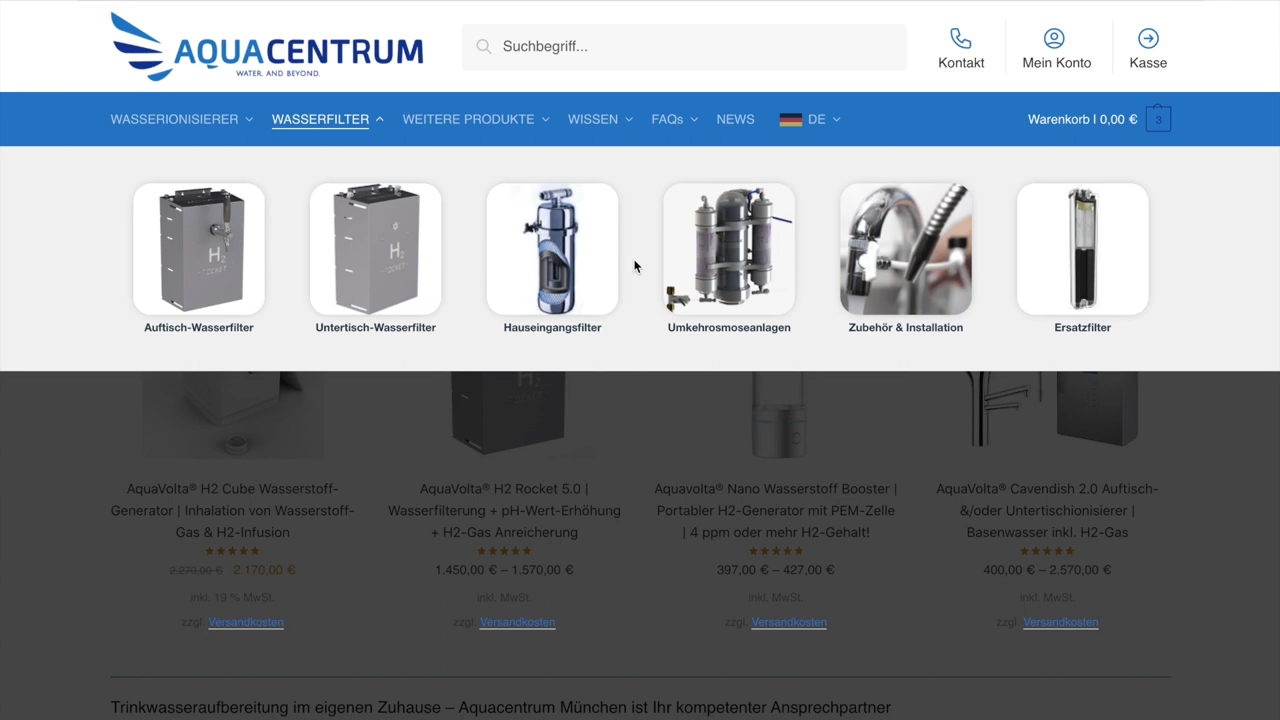 AQUACENTRUM
WATER. AND BEYOND.
Suchbegriff...
Kontakt
Mein Konto
Kasse
WASSERIONISIERER
WASSERFILTER
WEITERE PRODUKTE
WISSEN
FAQs
NEWS
DE
Warenkorb I 0,00 €
3
H2
ROCKET
H2
ROCKET
Auftisch-Wasserfilter
Untertisch-Wasserfilter
Hauseingangsfilter
Umkehrosmoseanlagen
Zubehör & Installation
Ersatzfilter
AquaVolta® H2 Cube Wasserstoff-
Generator | Inhalation von Wasserstoff-
Gas & H2-Infusion
2.270,00 € 2.170,00 €
inkl. 19 % MwSt.
zzgl. Versandkosten
AquaVolta® H2 Rocket 5.0 |
Wasserfilterung + pH-Wert-Erhöhung
+ H2-Gas Anreicherung
1.450,00 € – 1.570,00 €
inkl. MwSt.
zzgl. Versandkosten
Aquavolta® Nano Wasserstoff Booster |
Portabler H2-Generator mit PEM-Zelle
| 4 ppm oder mehr H2-Gehalt!
397,00 € – 427,00 €
inkl. MwSt.
zzgl. Versandkosten
AquaVolta® Cavendish 2.0 Auftisch-
&/oder Untertischionisierer |
Basenwasser inkl. H2-Gas
400,00 € – 2.570,00 €
inkl. MwSt.
zzgl. Versandkosten
Trinkwasseraufbereitung im eigenen Zuhause – Aquacentrum München ist Ihr kompetenter Ansprechpartner